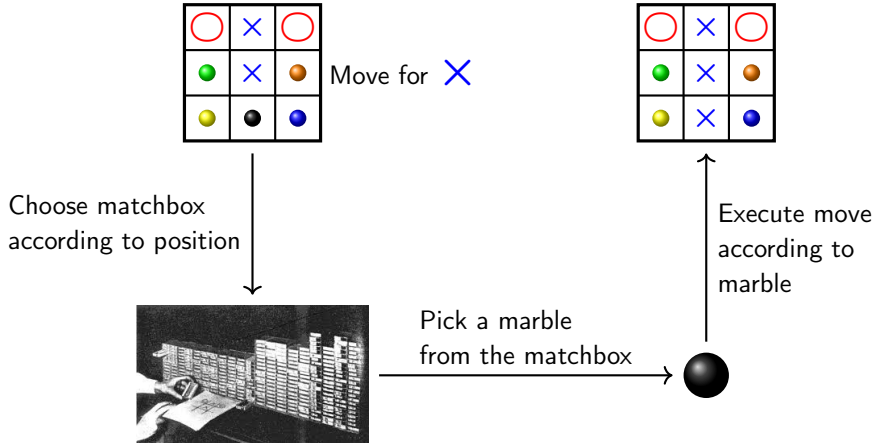 Move for ×
Choose matchbox
according to position
Pick a marble
from the matchbox
Execute move
according to
marble